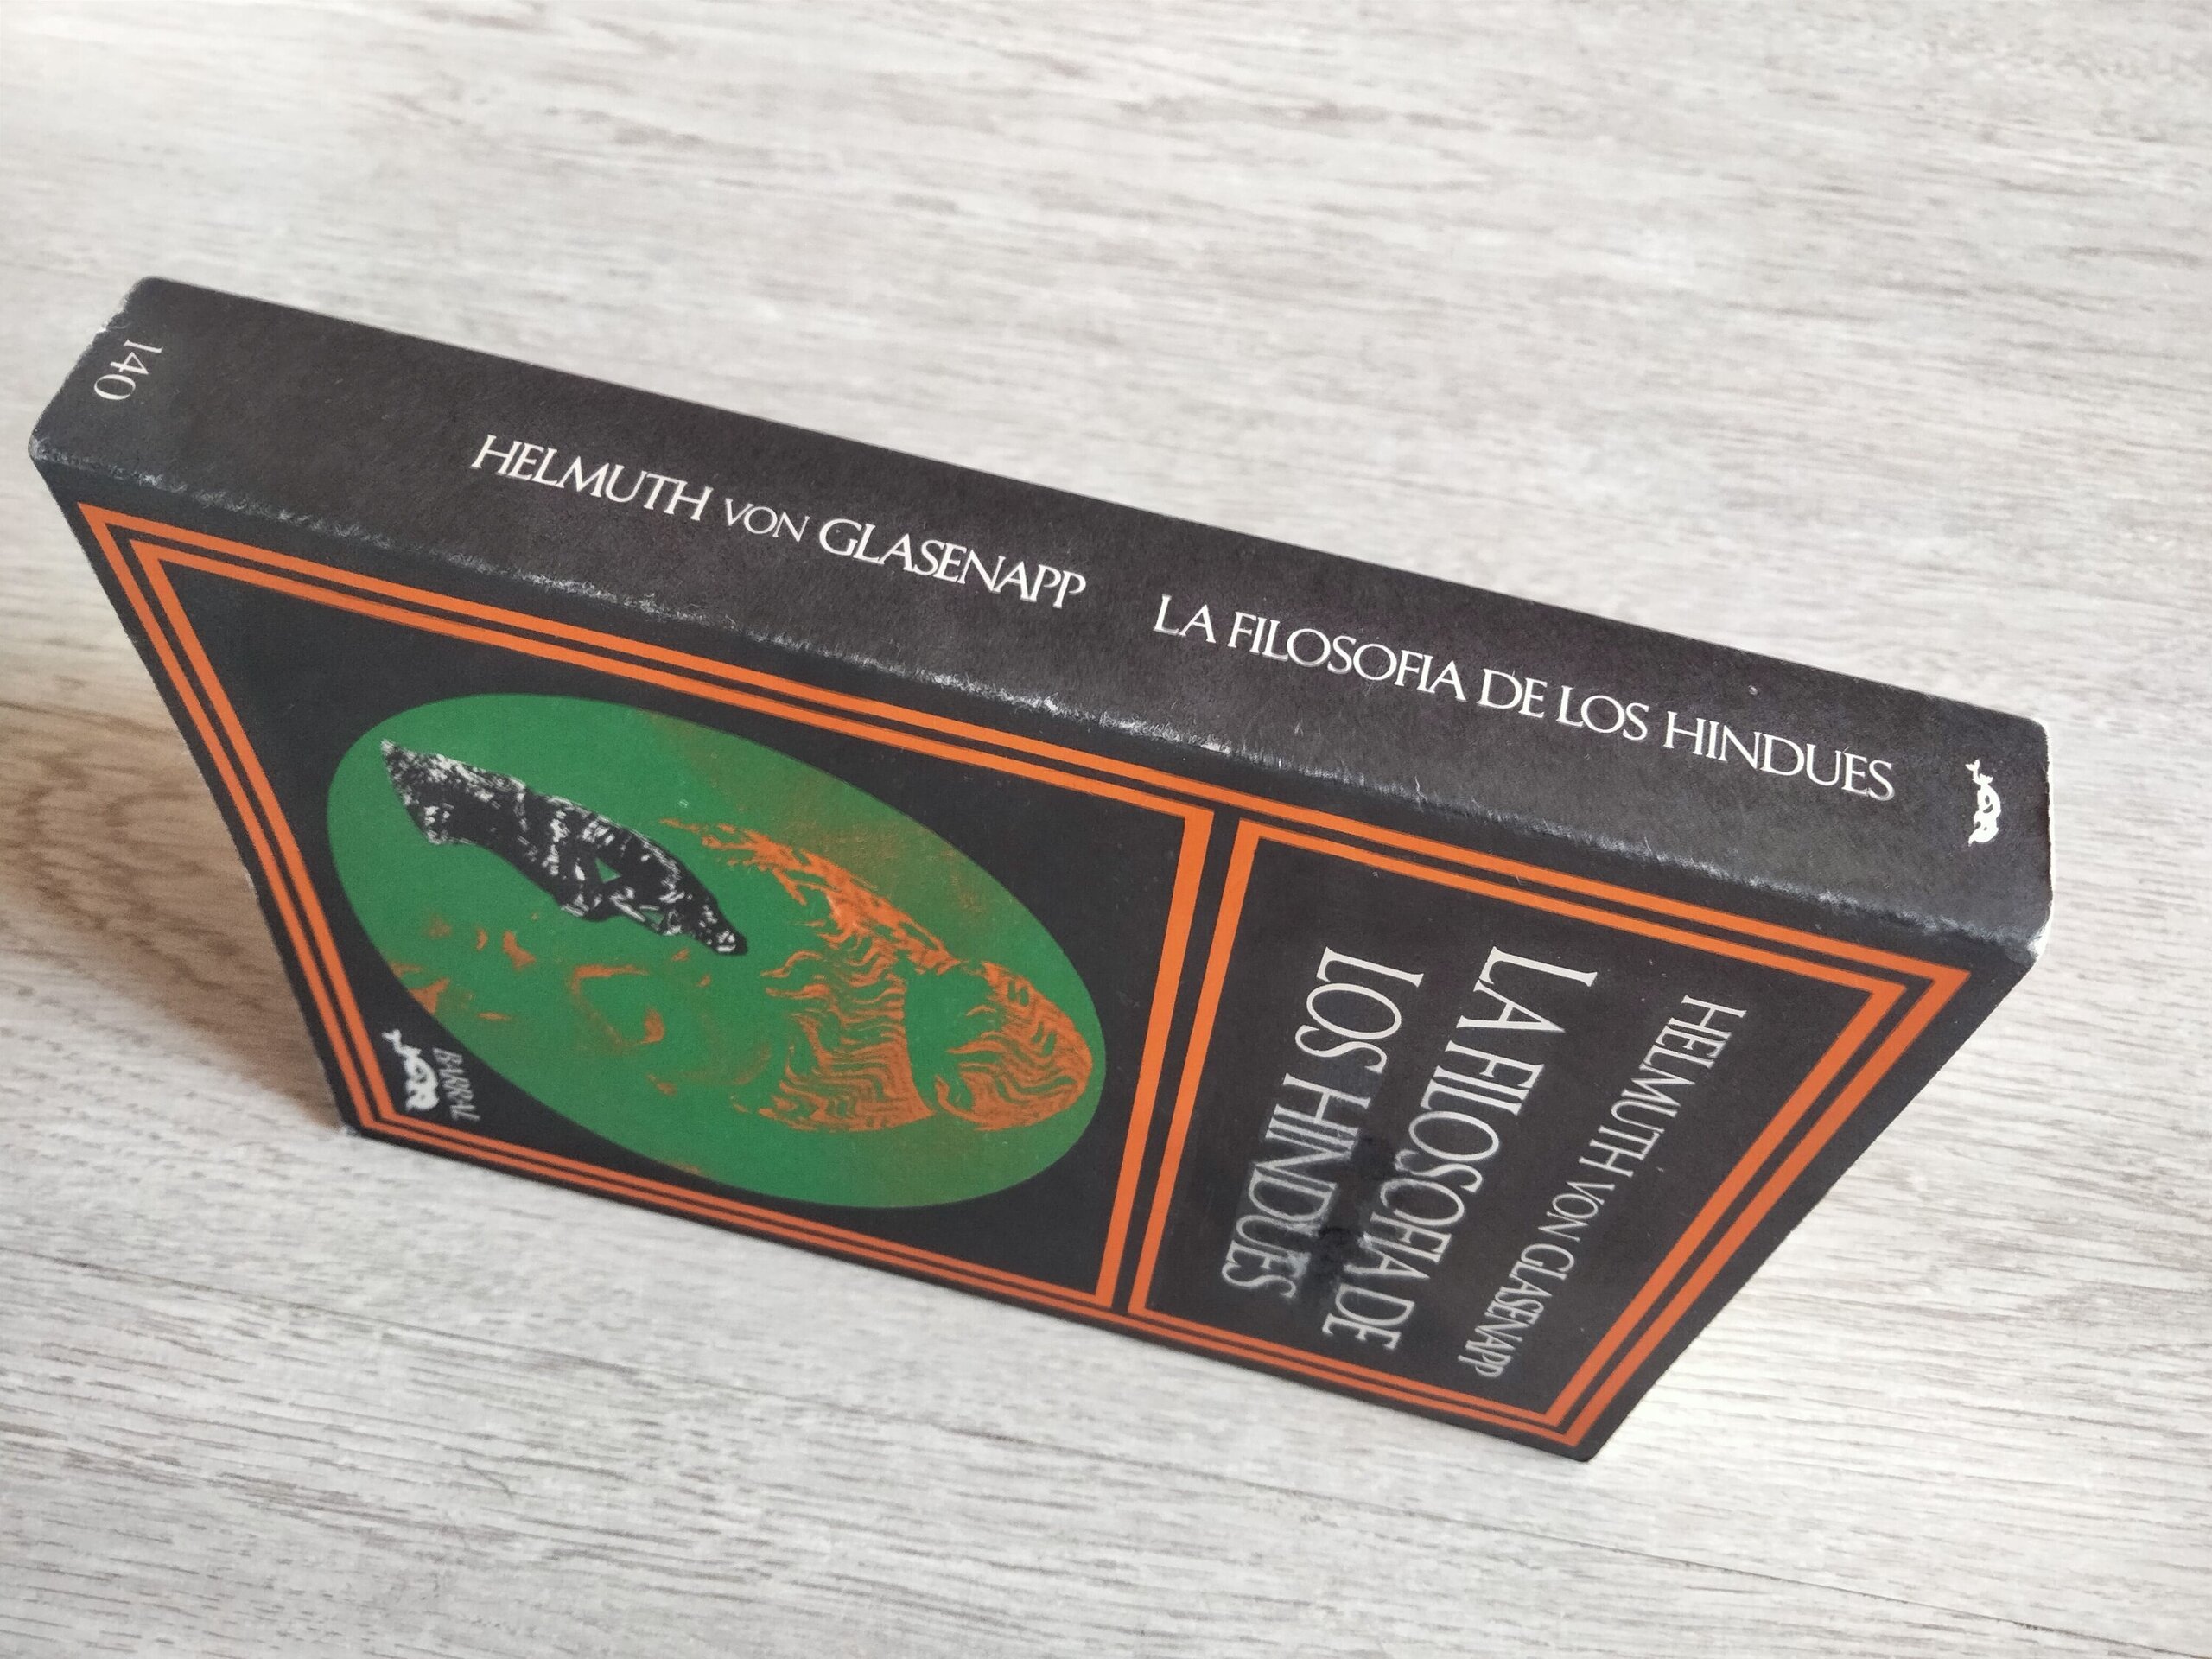 140
HELMUTH VON GLASENAPP LA FILOSOFIA DE LOS HINDUES
HELMUTH VON GLASENAPP
LA FILOSOFIA DE
LOS HINDUES
BARRAL